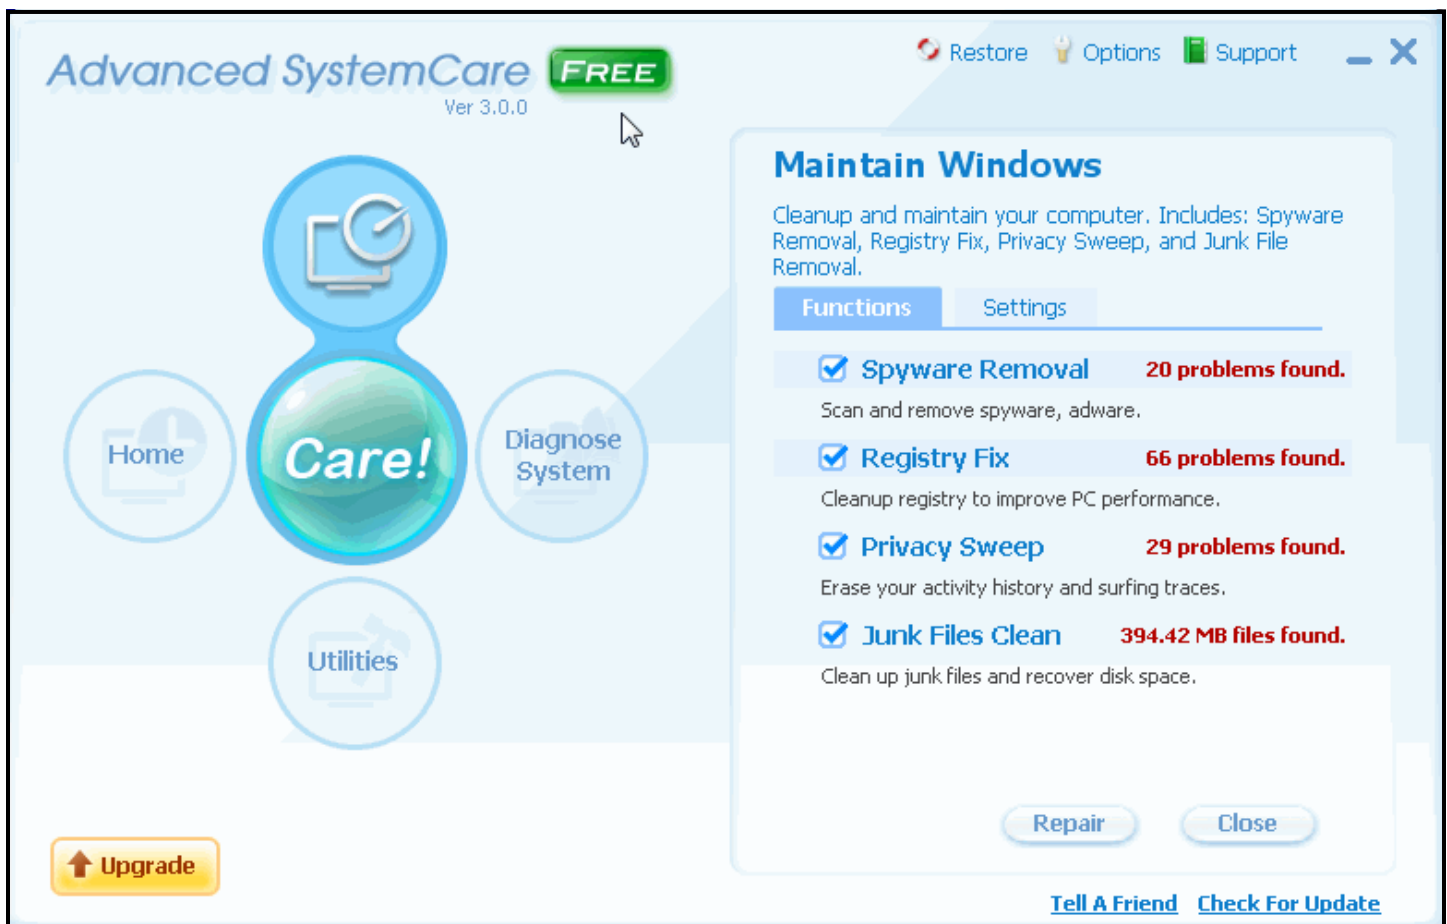 Advanced SystemCare FREE
Ver 3.0.0
Restore Options Support
Maintain Windows
Cleanup and maintain your computer. Includes: Spyware
Removal, Registry Fix, Privacy Sweep, and Junk File
Removal.
Functions Settings
Spyware Removal 20 problems found.
Scan and remove spyware, adware.
Registry Fix 66 problems found.
Cleanup registry to improve PC performance.
Privacy Sweep 29 problems found.
Erase your activity history and surfing traces.
Junk Files Clean 394.42 MB files found.
Clean up junk files and recover disk space.
Repair Close
Home
Care!
Diagnose
System
Utilities
Upgrade
Tell A Friend Check For Update